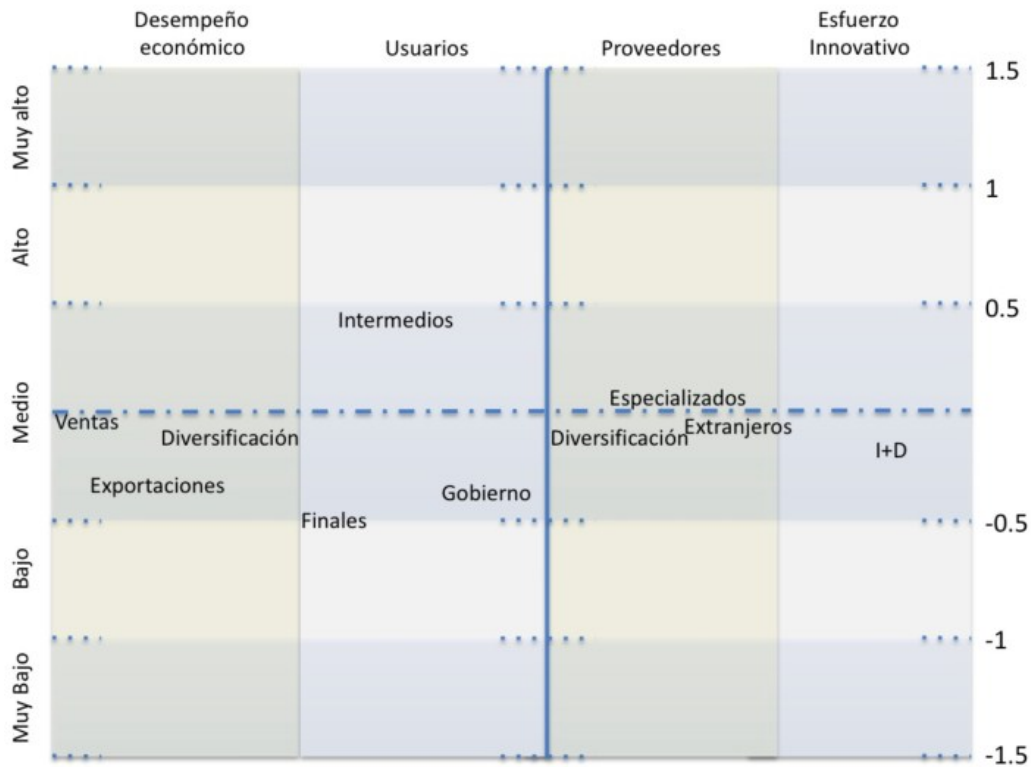 Desempeño
económico
Usuarios
Proveedores
Esfuerzo
Innovativo
Muy alto
1.5
1
Alto
0.5
Intermedios
Medio
Especializados
Ventas
Extranjeros
Diversificación
Diversificación
I+D
Exportaciones
Gobierno
Finales
-0.5
Bajo
-1
Muy Bajo
-1.5